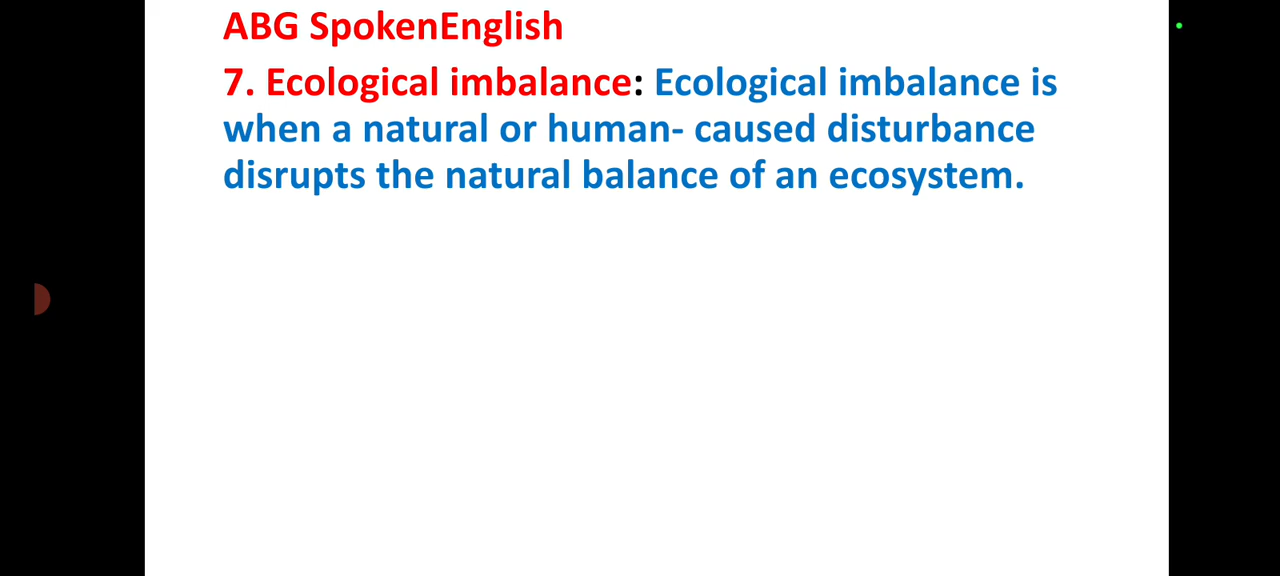 ABG SpokenEnglish
7. Ecological imbalance: Ecological imbalance is
when a natural or human- caused disturbance
disrupts the natural balance of an ecosystem.